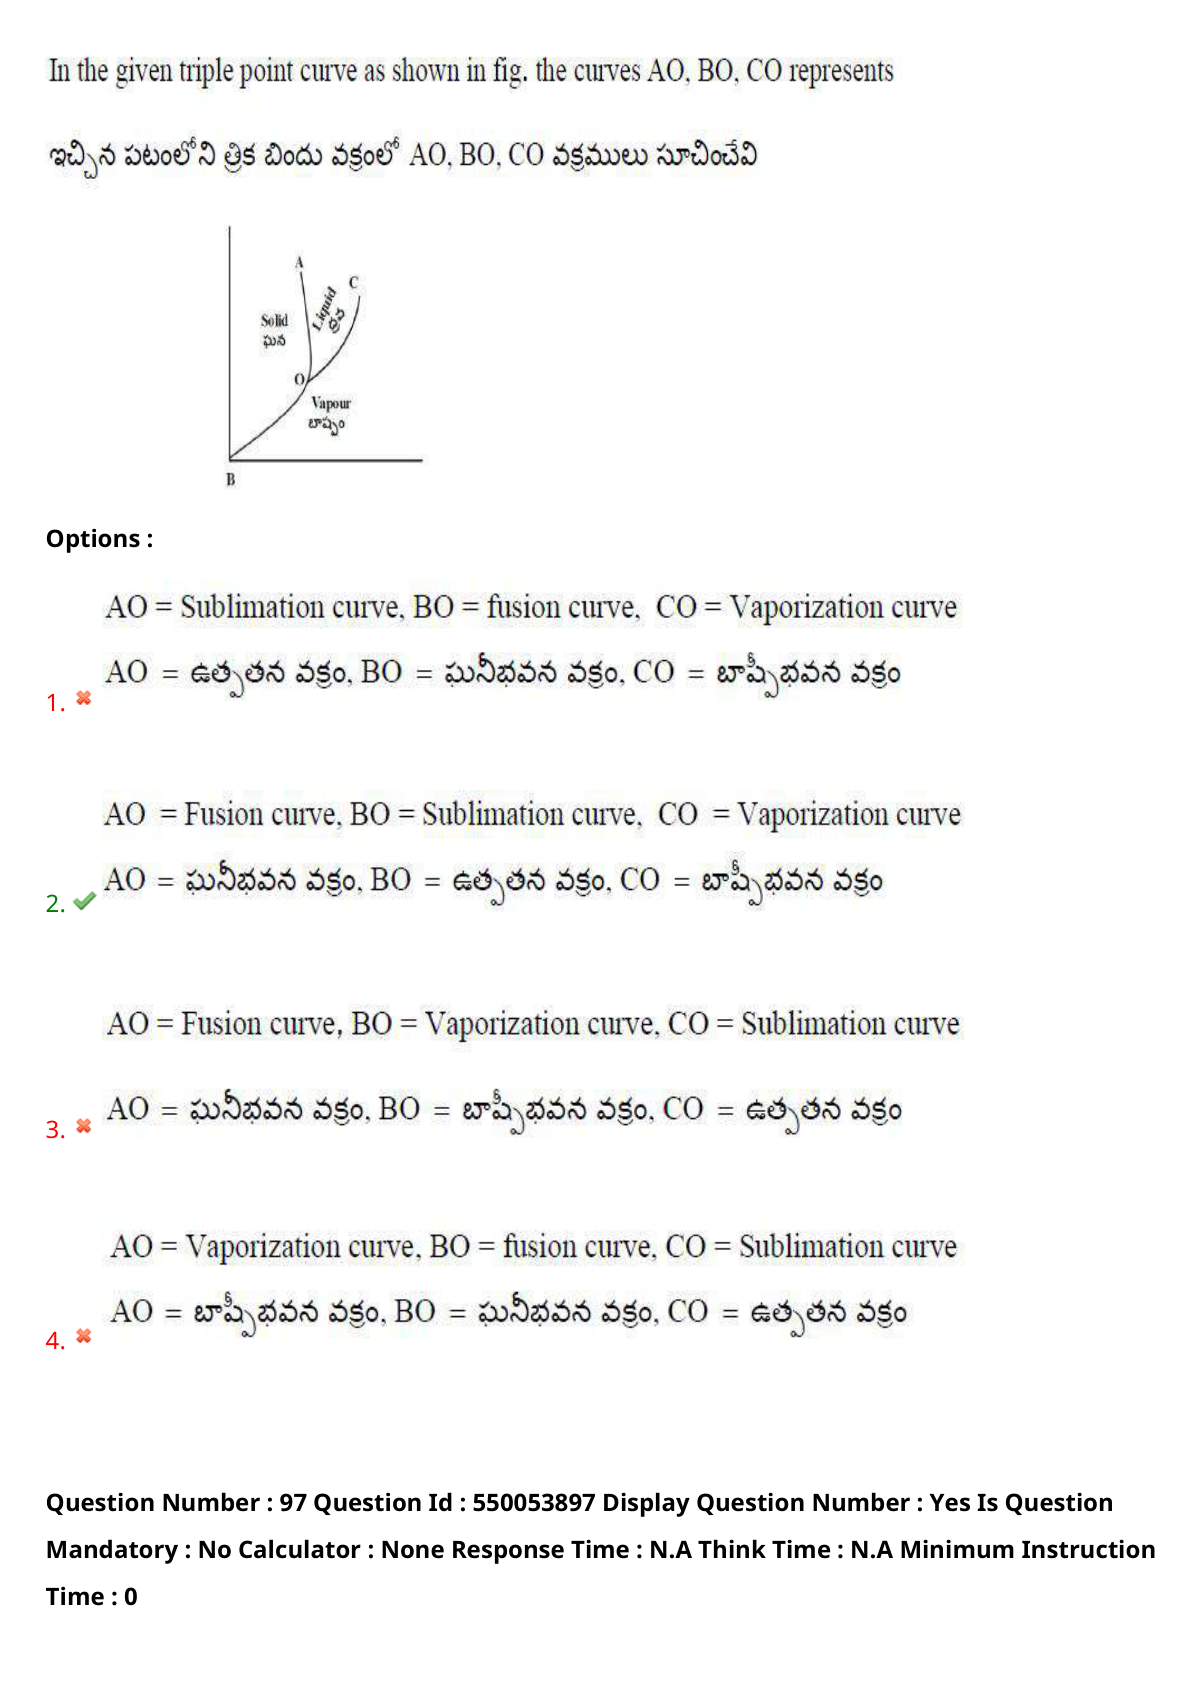 In the given triple point curve as shown in fig. the curves AO, BO, CO represents
ఇచ్చిన పటంలోని త్రిక బిందు వక్రంలో AO, BO, CO వక్రములు సూచించేవి
A
C
Liquid
ద్రవ
Solid
ఘన
O
Vapour
బాష్పం
B
Options :
AO = Sublimation curve, BO = fusion curve, CO = Vaporization curve
AO = ఉత్పతన వక్రం, BO = ఘనీభవన వక్రం, CO = బాష్పీభవన వక్రం
1.
AO = Fusion curve, BO = Sublimation curve, CO = Vaporization curve
AO = ఘనీభవన వక్రం, BO = ఉత్పతన వక్రం, CO = బాష్పీభవన వక్రం
2.
AO = Fusion curve, BO = Vaporization curve, CO = Sublimation curve
AO = ఘనీభవన వక్రం, BO = బాష్పీభవన వక్రం, CO = ఉత్పతన వక్రం
3.
AO = Vaporization curve, BO = fusion curve, CO = Sublimation curve
AO = బాష్పీభవన వక్రం, BO = ఘనీభవన వక్రం, CO = ఉత్పతన వక్రం
4.
Question Number : 97 Question Id : 550053897 Display Question Number : Yes Is Question
Mandatory : No Calculator : None Response Time : N.A Think Time : N.A Minimum Instruction
Time : 0